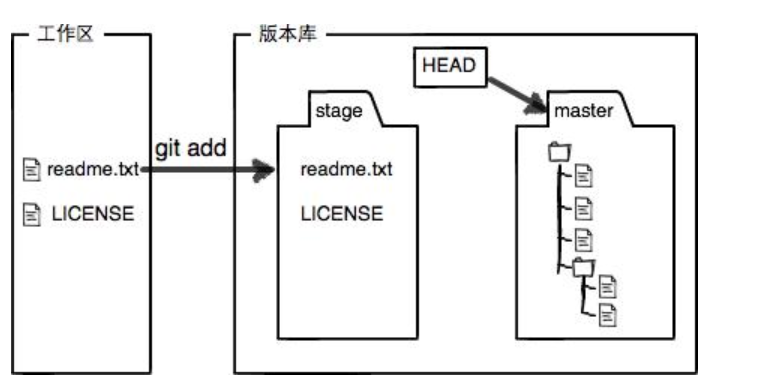 工作区
版本库
HEAD
stage
master
git add
readme.txt
readme.txt
LICENSE
LICENSE